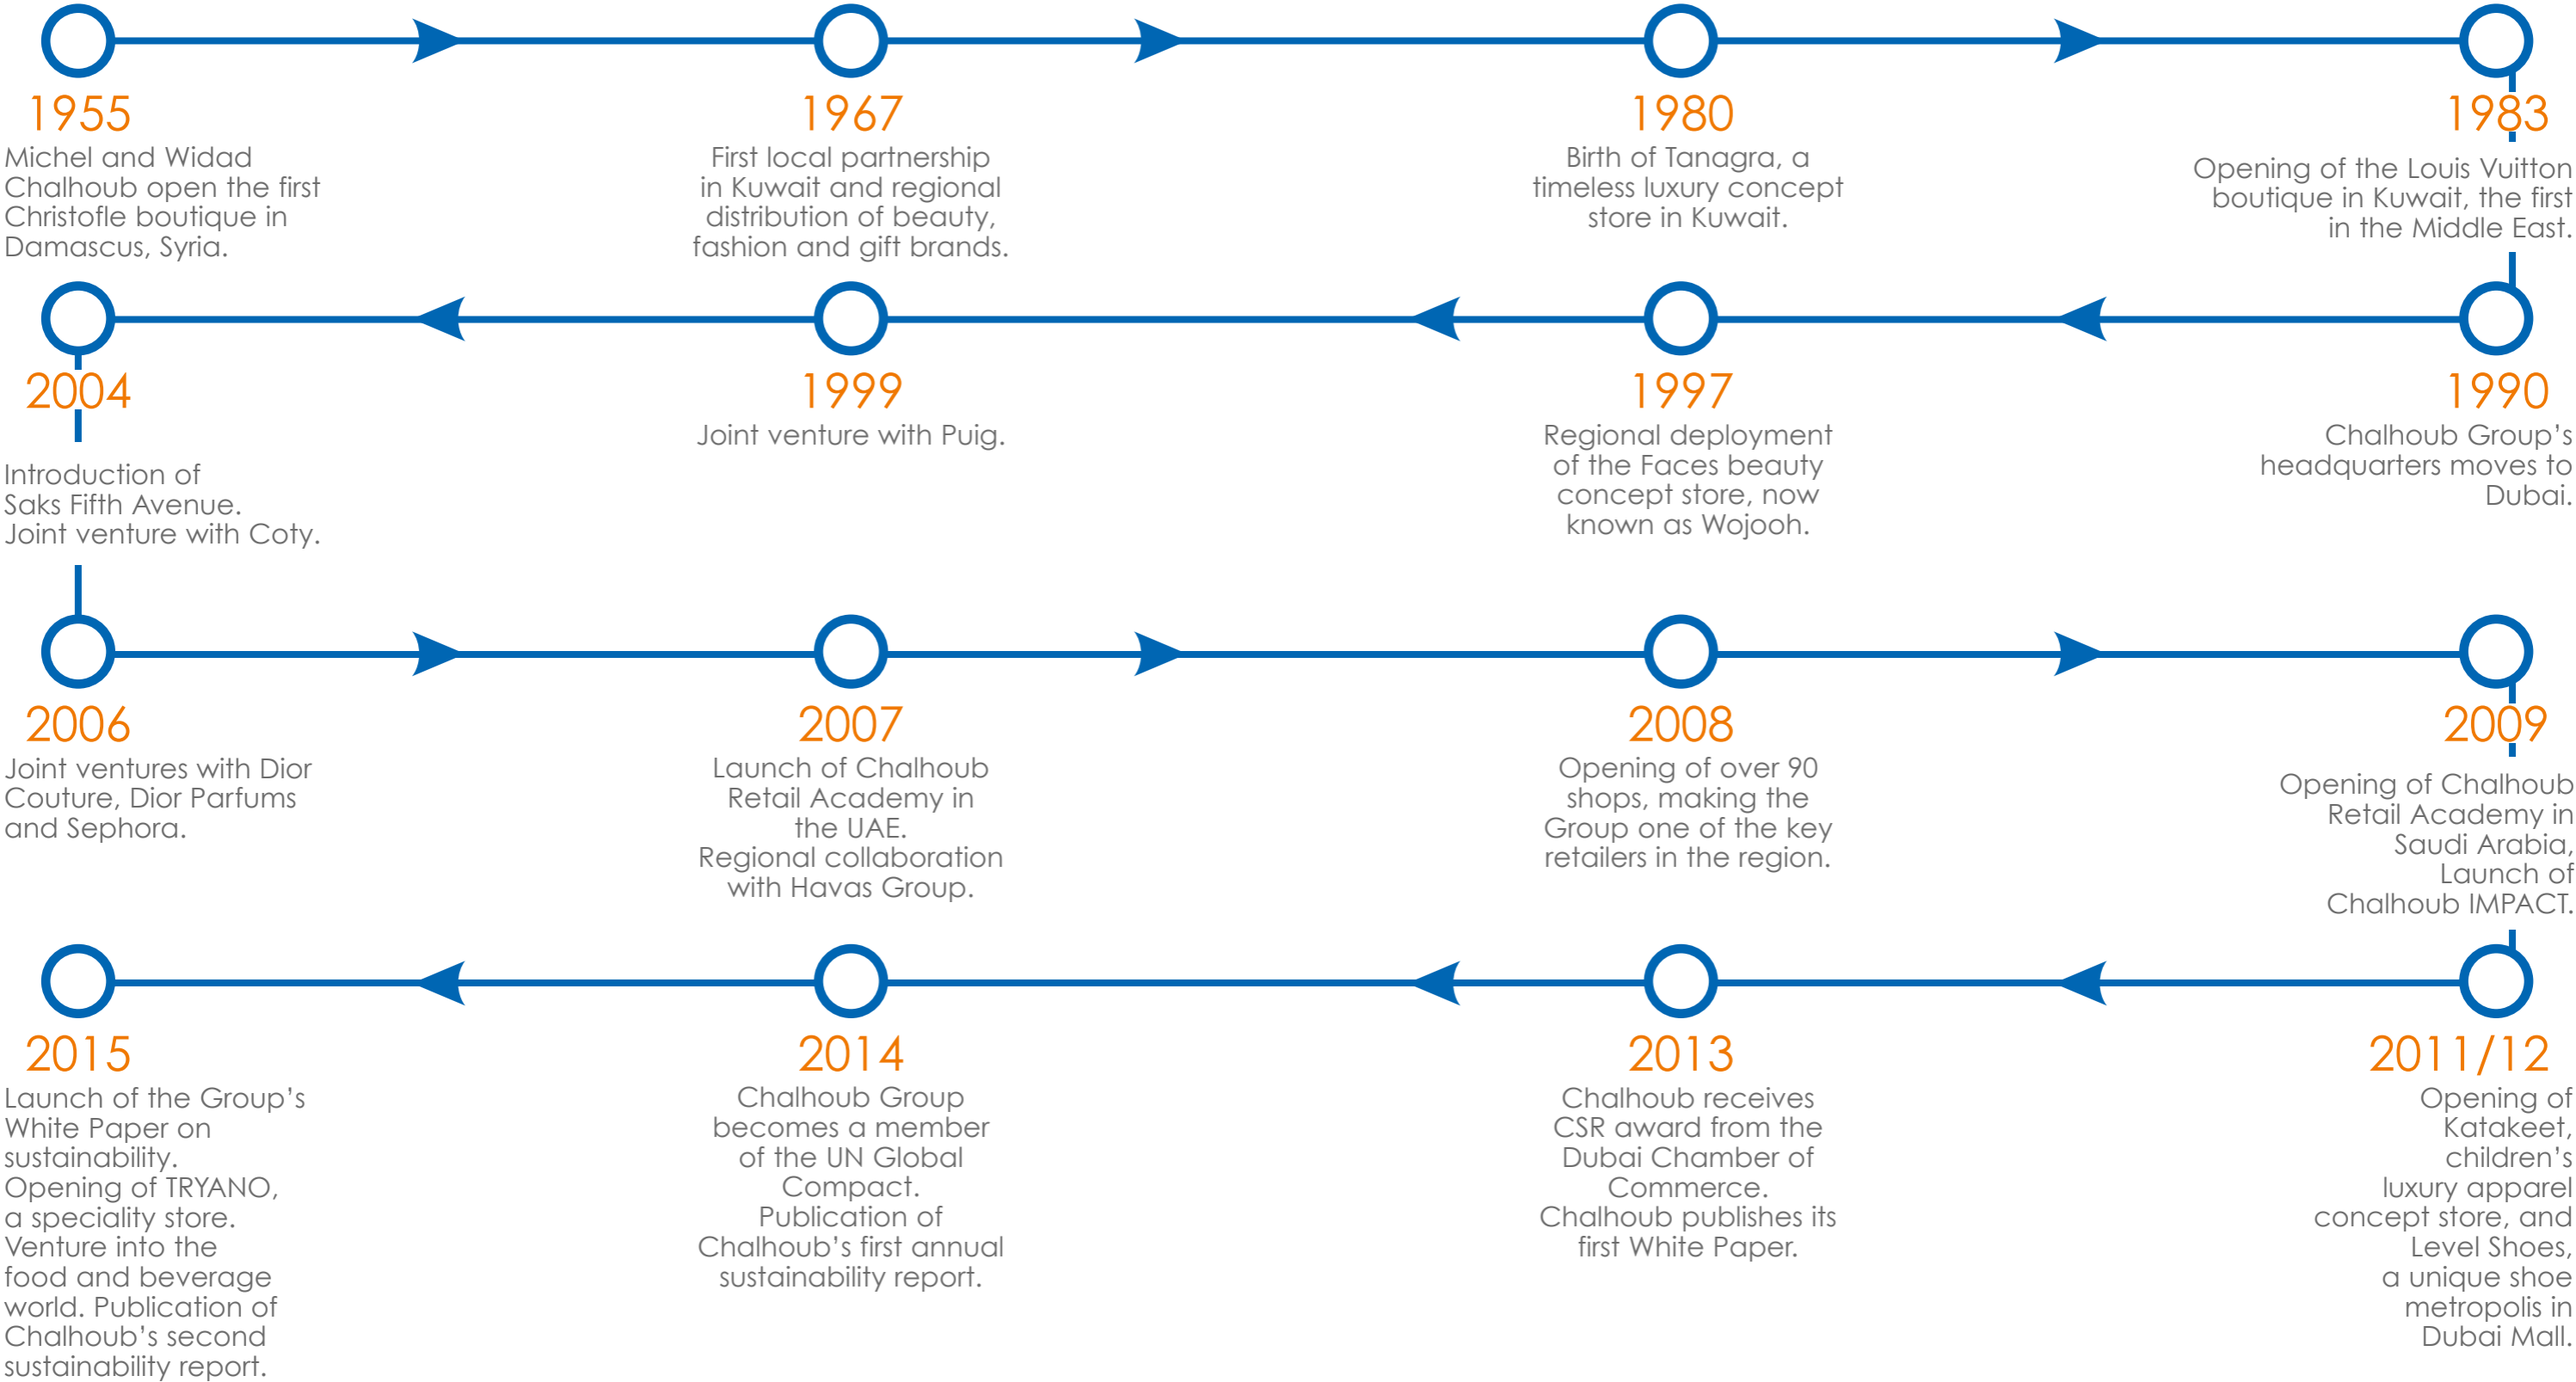 1955
Michel and Widad
Chalhoub open the first
Christofle boutique in
Damascus, Syria.
1967
First local partnership
in Kuwait and regional
distribution of beauty,
fashion and gift brands.
1980
Birth of Tanagra, a
timeless luxury concept
store in Kuwait.
1983
Opening of the Louis Vuitton
boutique in Kuwait, the first
in the Middle East.
1990
Chalhoub Group’s
headquarters moves to
Dubai.
1997
Regional deployment
of the Faces beauty
concept store, now
known as Wojooh.
1999
Joint venture with Puig.
2004
Introduction of
Saks Fifth Avenue.
Joint venture with Coty.
2006
Joint ventures with Dior
Couture, Dior Parfums
and Sephora.
2007
Launch of Chalhoub
Retail Academy in
the UAE.
Regional collaboration
with Havas Group.
2008
Opening of over 90
shops, making the
Group one of the key
retailers in the region.
2009
Opening of Chalhoub
Retail Academy in
Saudi Arabia,
Launch of
Chalhoub IMPACT.
2011/12
Opening of
Katakeet,
children’s
luxury apparel
concept store, and
Level Shoes,
a unique shoe
metropolis in
Dubai Mall.
2013
Chalhoub receives
CSR award from the
Dubai Chamber of
Commerce.
Chalhoub publishes its
first White Paper.
2014
Chalhoub Group
becomes a member
of the UN Global
Compact.
Publication of
Chalhoub’s first annual
sustainability report.
2015
Launch of the Group’s
White Paper on
sustainability.
Opening of TRYANO,
a speciality store.
Venture into the
food and beverage
world. Publication of
Chalhoub’s second
sustainability report.